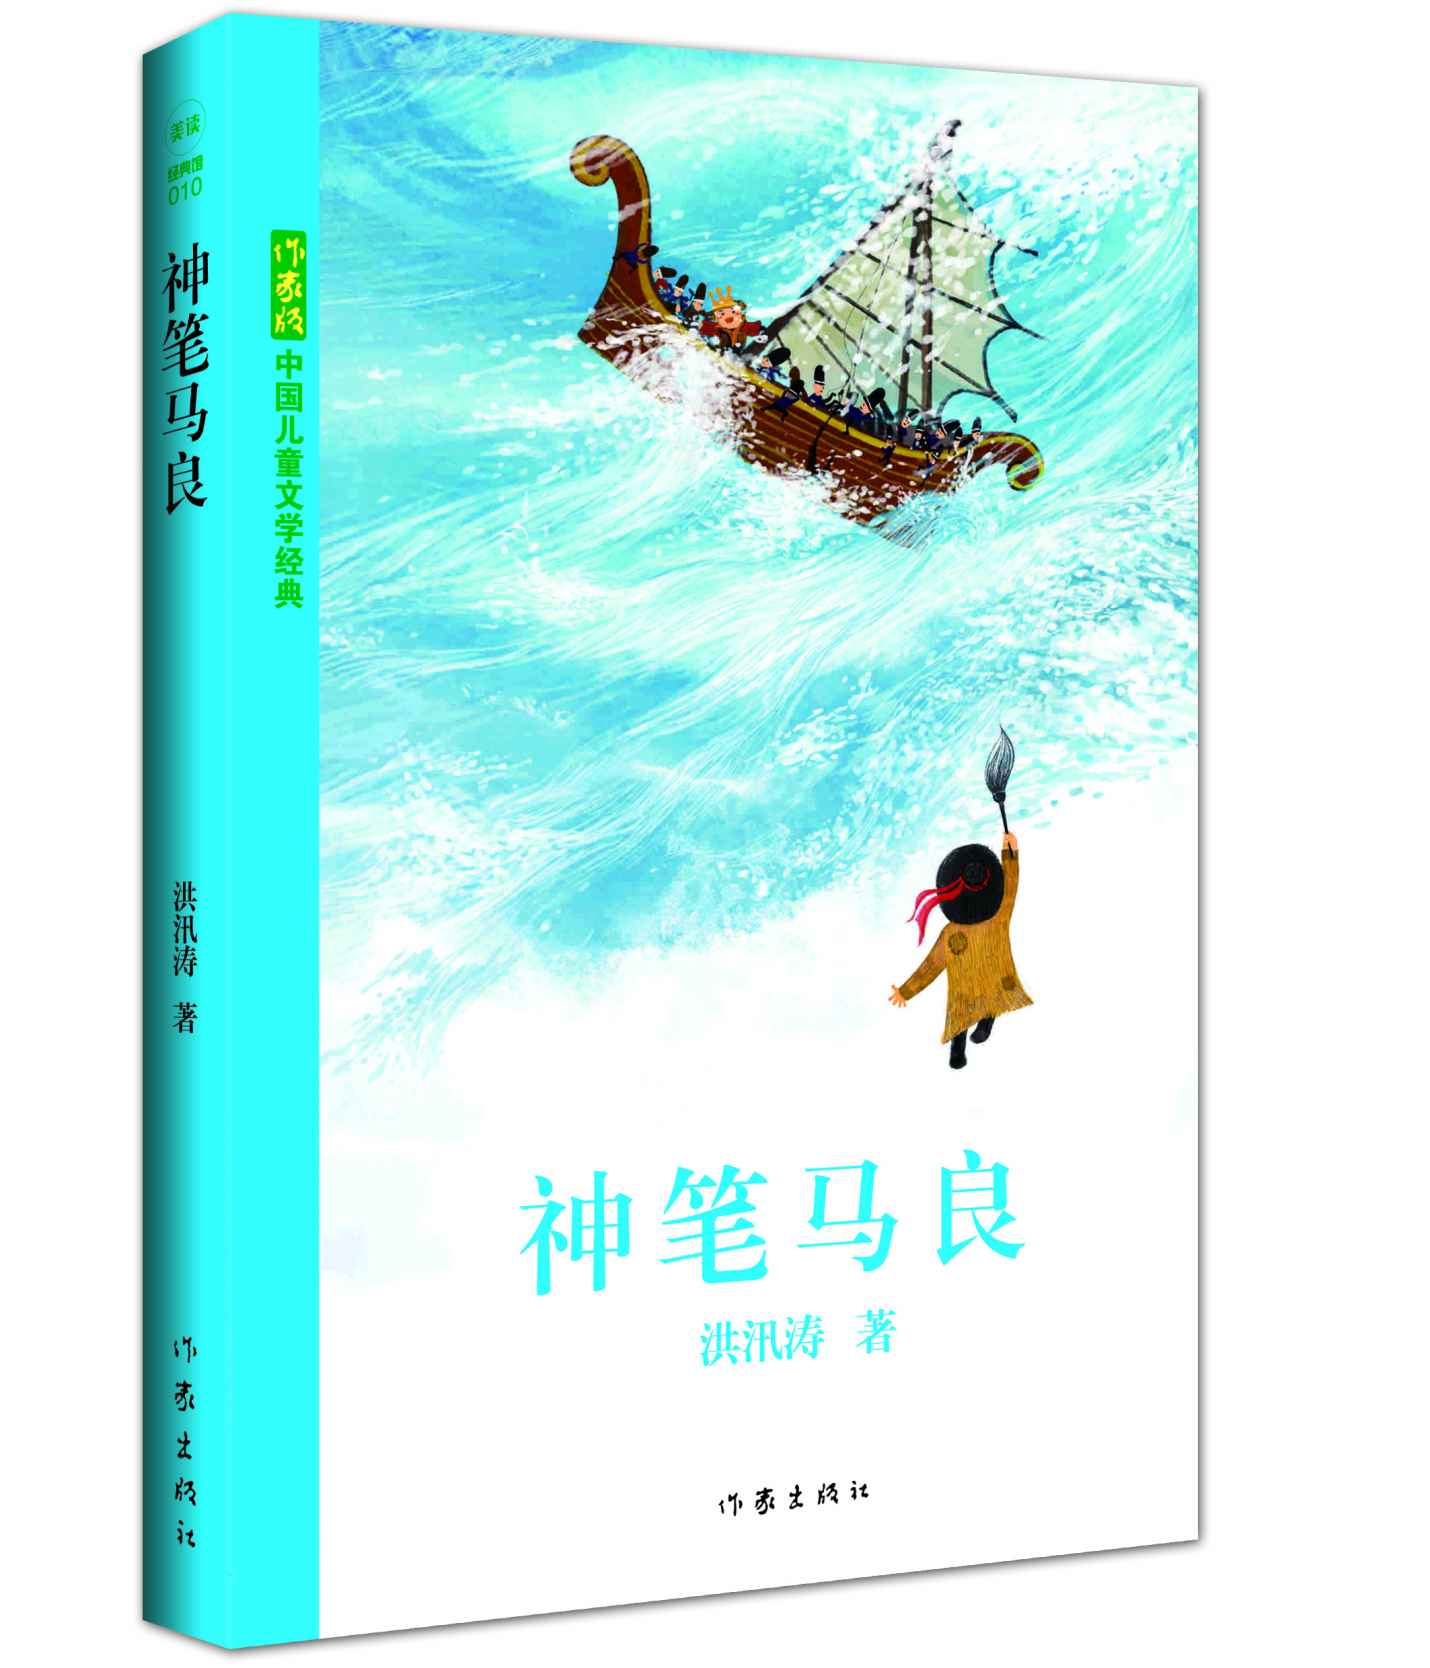 美读
经典馆
010
神笔马良
洪汛涛 著
作家出版社
作家版
中国儿童文学经典
神笔马良
洪汛涛 著
作家出版社